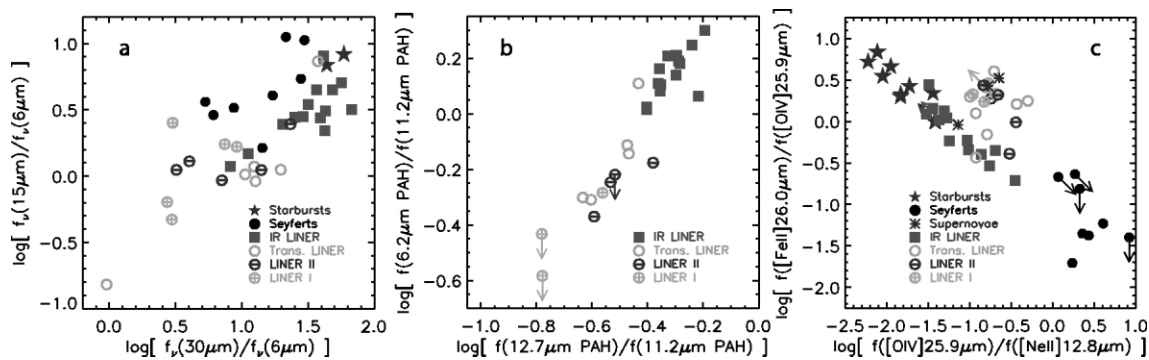 a
log[ fν(15μm)/fν(6μm) ]
1.0
0.5
0.0
−0.5
−1.0
★ Starbursts
● Seyferts
■ IR LINER
○ Trans. LINER
⊖ LINER II
⊕ LINER I
0.0 0.5 1.0 1.5 2.0
log[ fν(30μm)/fν(6μm) ]
b
log[ f(6.2μm PAH)/f(11.2μm PAH) ]
0.2
0.0
−0.2
−0.4
−0.6
■ IR LINER
○ Trans. LINER
⊖ LINER II
⊕ LINER I
−1.0 −0.8 −0.6 −0.4 −0.2 0.0
log[ f(12.7μm PAH)/f(11.2μm PAH) ]
c
log[ f([FeII]26.0μm)/f([OIV]25.9μm) ]
1.0
0.5
0.0
−0.5
−1.0
−1.5
−2.0
★ Starbursts
● Seyferts
✳ Supernovae
■ IR LINER
○ Trans. LINER
⊖ LINER II
⊕ LINER I
−2.5 −2.0 −1.5 −1.0 −0.5 0.0 0.5 1.0
log[ f([OIV]25.9μm)/f([NeII]12.8μm) ]